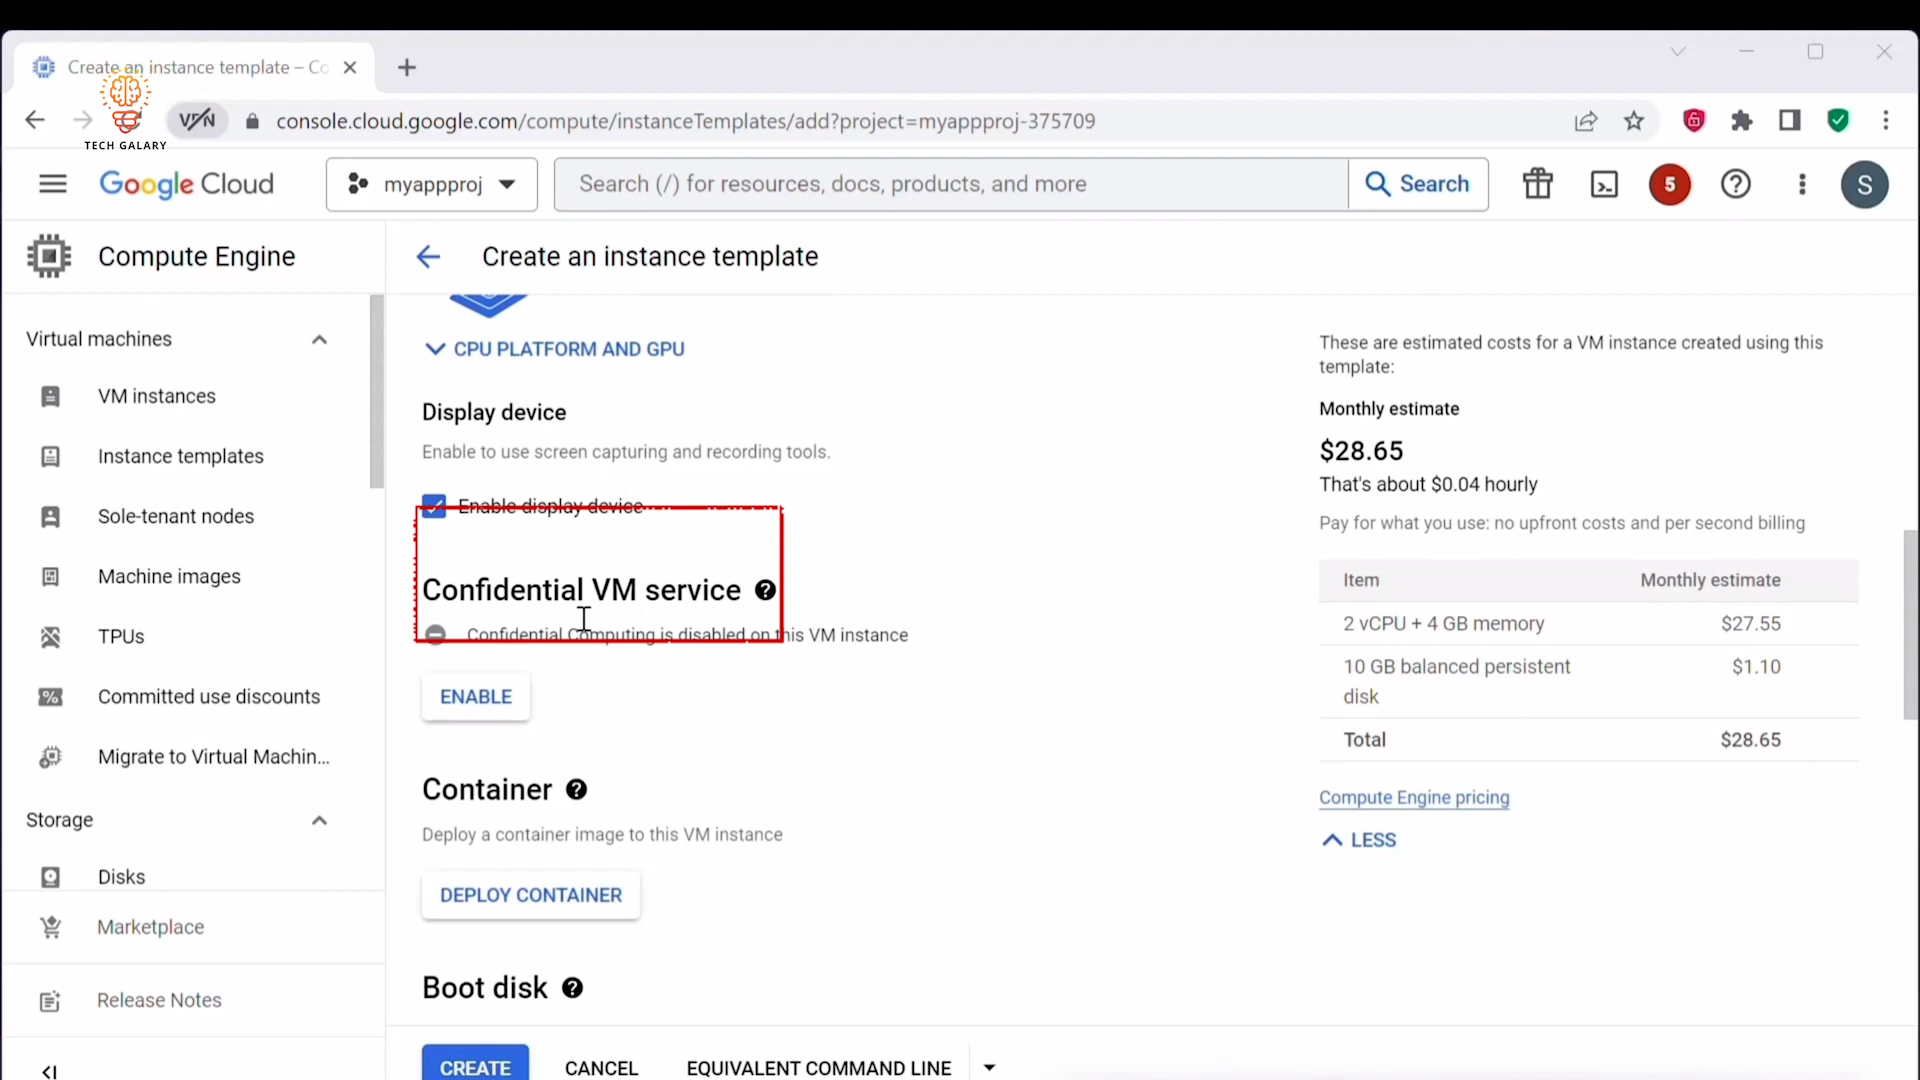 Create an instance template – Co
VPN
console.cloud.google.com/compute/instanceTemplates/add?project=myappproj-375709
TECH GALARY
Google Cloud
myappproj
Search (/) for resources, docs, products, and more
Search
5
S
Compute Engine
Create an instance template
Virtual machines
VM instances
Instance templates
Sole-tenant nodes
Machine images
TPUs
Committed use discounts
Migrate to Virtual Machin...
Storage
Disks
Marketplace
Release Notes
CPU PLATFORM AND GPU
Display device
Enable to use screen capturing and recording tools.
Enable display device
Confidential VM service
Confidential Computing is disabled on this VM instance
ENABLE
Container
Deploy a container image to this VM instance
DEPLOY CONTAINER
Boot disk
CREATE
CANCEL
EQUIVALENT COMMAND LINE
These are estimated costs for a VM instance created using this
template:
Monthly estimate
$28.65
That's about $0.04 hourly
Pay for what you use: no upfront costs and per second billing
Item Monthly estimate
2 vCPU + 4 GB memory $27.55
10 GB balanced persistent $1.10
disk
Total $28.65
Compute Engine pricing
LESS